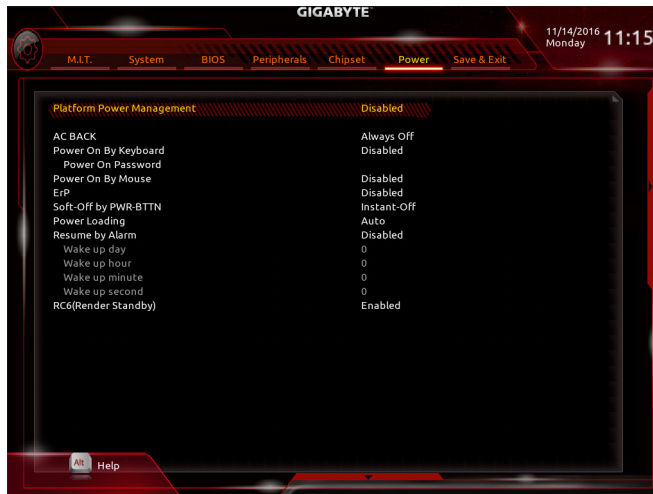 GIGABYTE™
11/14/2016 11:15
Monday
M.I.T. System BIOS Peripherals Chipset Power Save & Exit
Platform Power Management Disabled
AC BACK Always Off
Power On By Keyboard Disabled
Power On Password
Power On By Mouse Disabled
ErP Disabled
Soft-Off by PWR-BTTN Instant-Off
Power Loading Auto
Resume by Alarm Disabled
Wake up day 0
Wake up hour 0
Wake up minute 0
Wake up second 0
RC6(Render Standby) Enabled
Alt Help